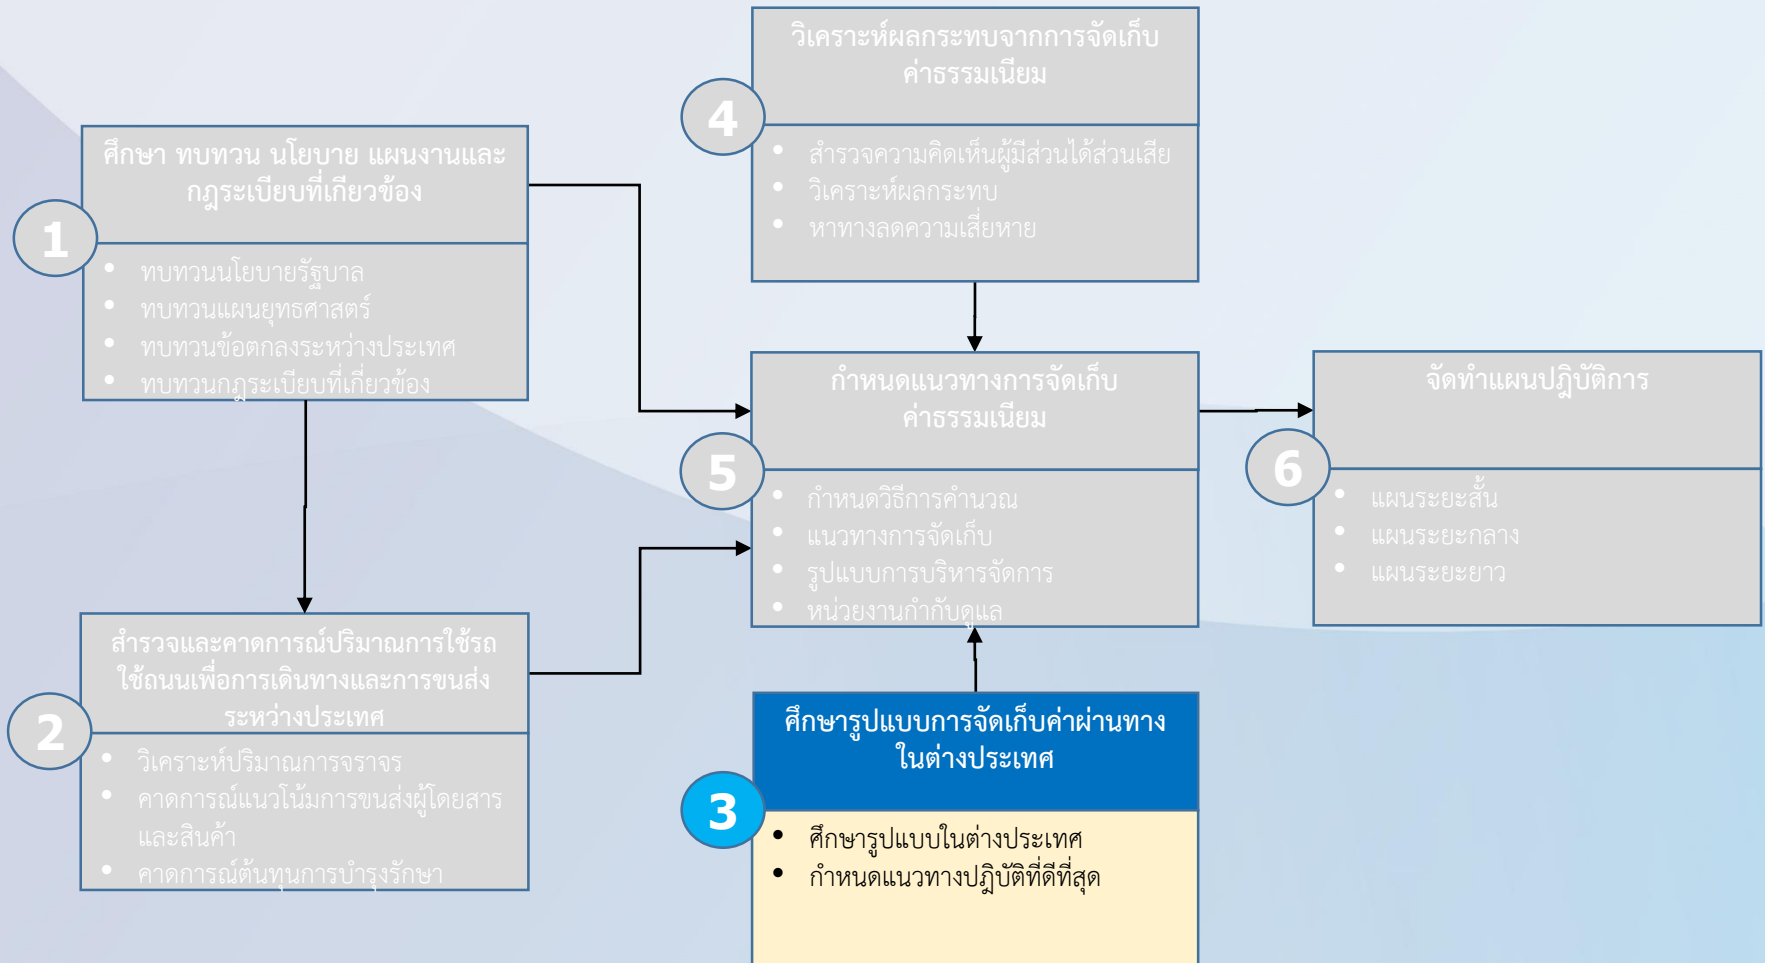 1
ศึกษา ทบทวน นโยบาย แผนงานและ
กฎระเบียบที่เกียวข้อง
• ทบทวนนโยบายรัฐบาล
• ทบทวนแผนยุทธศาสตร์
• ทบทวนข้อตกลงระหว่างประเทศ
• ทบทวนกฎระเบียบที่เกี่ยวข้อง
2
สำรวจและคาดการณ์ปริมาณการใช้รถ
ใช้ถนนเพื่อการเดินทางและการขนส่ง
ระหว่างประเทศ
• วิเคราะห์ปริมาณการจราจร
• คาดการณ์แนวโน้มการขนส่งผู้โดยสาร
และสินค้า
• คาดการณ์ต้นทุนการบำรุงรักษา
3
ศึกษารูปแบบการจัดเก็บค่าผ่านทาง
ในต่างประเทศ
• ศึกษารูปแบบในต่างประเทศ
• กำหนดแนวทางปฎิบัติที่ดีที่สุด
4
วิเคราะห์ผลกระทบจากการจัดเก็บ
ค่าธรรมเนียม
• สำรวจความคิดเห็นผู้มีส่วนได้ส่วนเสีย
• วิเคราะห์ผลกระทบ
• หาทางลดความเสี่ยหาย
5
กำหนดแนวทางการจัดเก็บ
ค่าธรรมเนียม
• กำหนดวิธีการคำนวณ
• แนวทางการจัดเก็บ
• รูปแบบการบริหารจัดการ
• หน่วยงานกำกับดูแล
6
จัดทำแผนปฎิบัติการ
• แผนระยะสั้น
• แผนระยะกลาง
• แผนระยะยาว